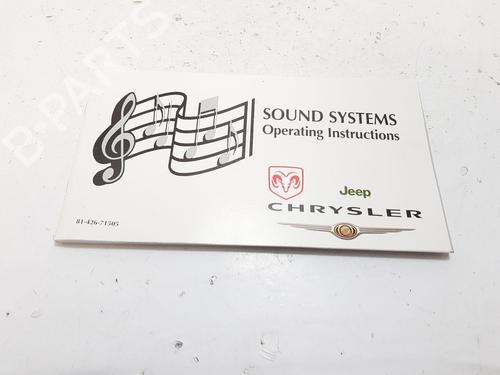 B-PARTS
SOUND SYSTEMS
Operating Instructions
Jeep
CHRYSLER
81-426-71505